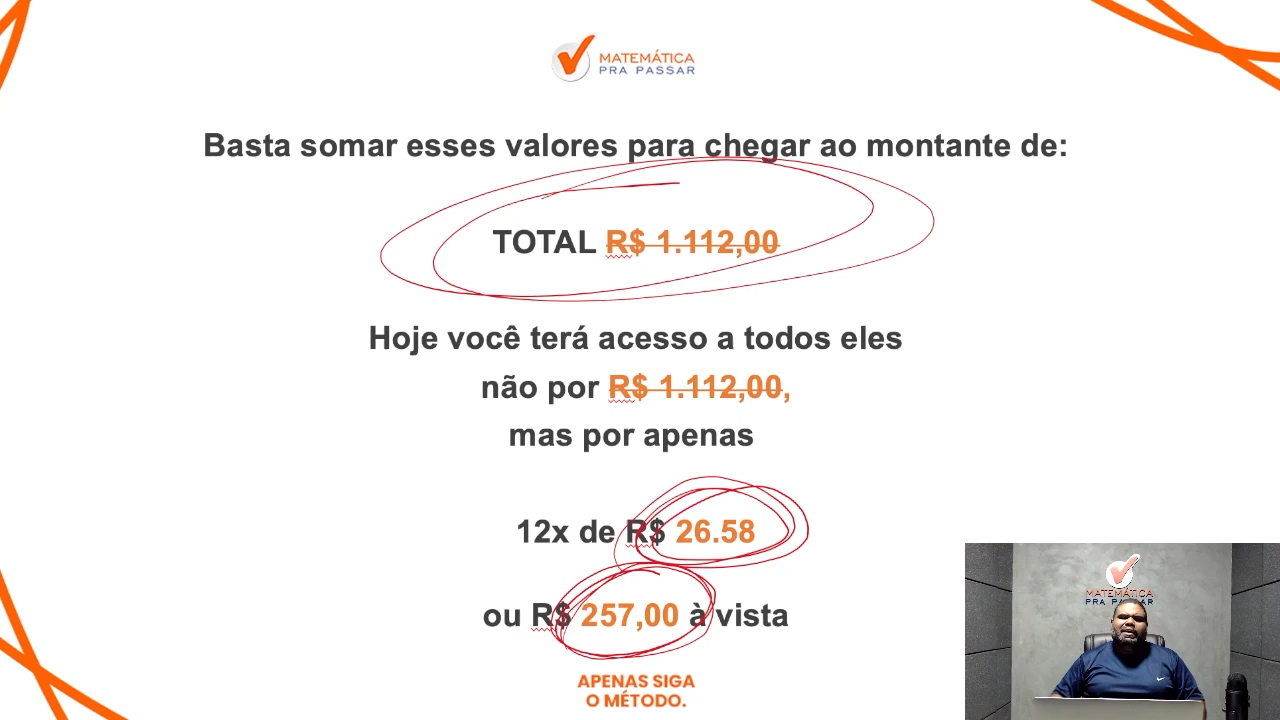 MATEMÁTICA
PRA PASSAR
Basta somar esses valores para chegar ao montante de:
TOTAL R$ 1.112,00
Hoje você terá acesso a todos eles
não por R$ 1.112,00,
mas por apenas
12x de R$ 26.58
ou R$ 257,00 à vista
APENAS SIGA
O MÉTODO.
MATEMÁTICA
PRA PASSAR